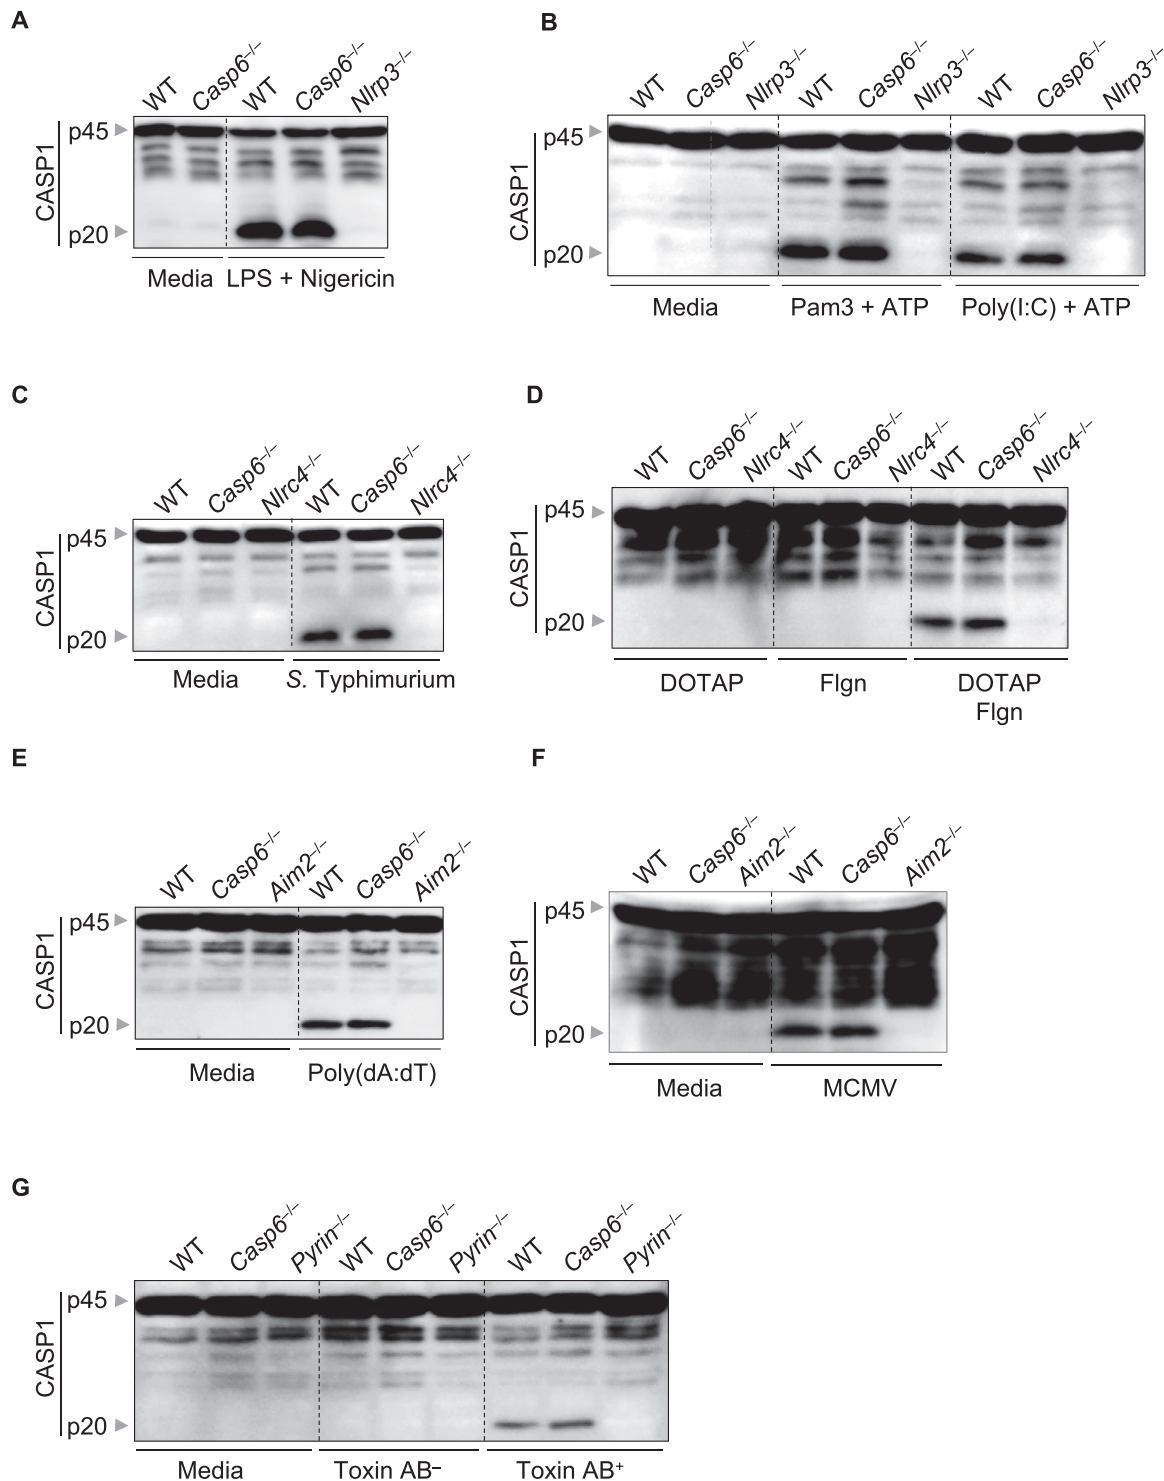 A
WT
Casp6–/–
WT
Casp6–/–
Nlrp3–/–
CASP1
p45
p20
Media
LPS + Nigericin
B
WT
Casp6–/–
Nlrp3–/–
WT
Casp6–/–
Nlrp3–/–
WT
Casp6–/–
Nlrp3–/–
CASP1
p45
p20
Media
Pam3 + ATP
Poly(I:C) + ATP
C
WT
Casp6–/–
Nlrc4–/–
WT
Casp6–/–
Nlrc4–/–
CASP1
p45
p20
Media
S. Typhimurium
D
WT
Casp6–/–
Nlrc4–/–
WT
Casp6–/–
Nlrc4–/–
WT
Casp6–/–
Nlrc4–/–
CASP1
p45
p20
DOTAP
Flgn
DOTAP
Flgn
E
WT
Casp6–/–
Aim2–/–
WT
Casp6–/–
Aim2–/–
CASP1
p45
p20
Media
Poly(dA:dT)
F
WT
Casp6–/–
Aim2–/–
WT
Casp6–/–
Aim2–/–
CASP1
p45
p20
Media
MCMV
G
WT
Casp6–/–
Pyrin–/–
WT
Casp6–/–
Pyrin–/–
WT
Casp6–/–
Pyrin–/–
CASP1
p45
p20
Media
Toxin AB–
Toxin AB+